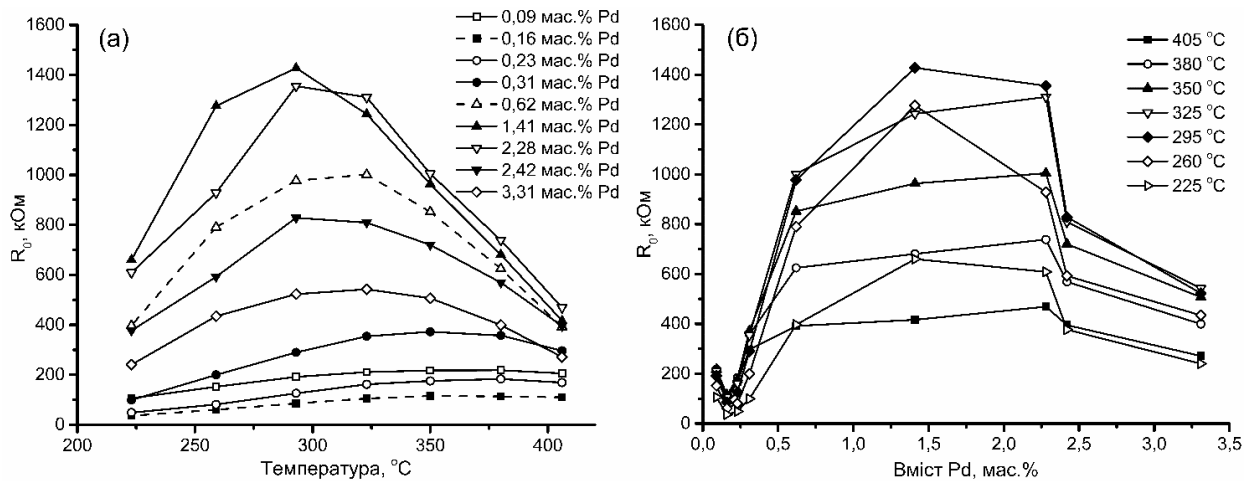 (а)
0,09 мас.% Pd
0,16 мас.% Pd
0,23 мас.% Pd
0,31 мас.% Pd
0,62 мас.% Pd
1,41 мас.% Pd
2,28 мас.% Pd
2,42 мас.% Pd
3,31 мас.% Pd
1600
1400
1200
1000
800
600
400
200
0
R₀, кОм
200 250 300 350 400
Температура, °C
(б)
405 °C
380 °C
350 °C
325 °C
295 °C
260 °C
225 °C
1600
1400
1200
1000
800
600
400
200
0
R₀, кОм
0,0 0,5 1,0 1,5 2,0 2,5 3,0 3,5
Вміст Pd, мас.%